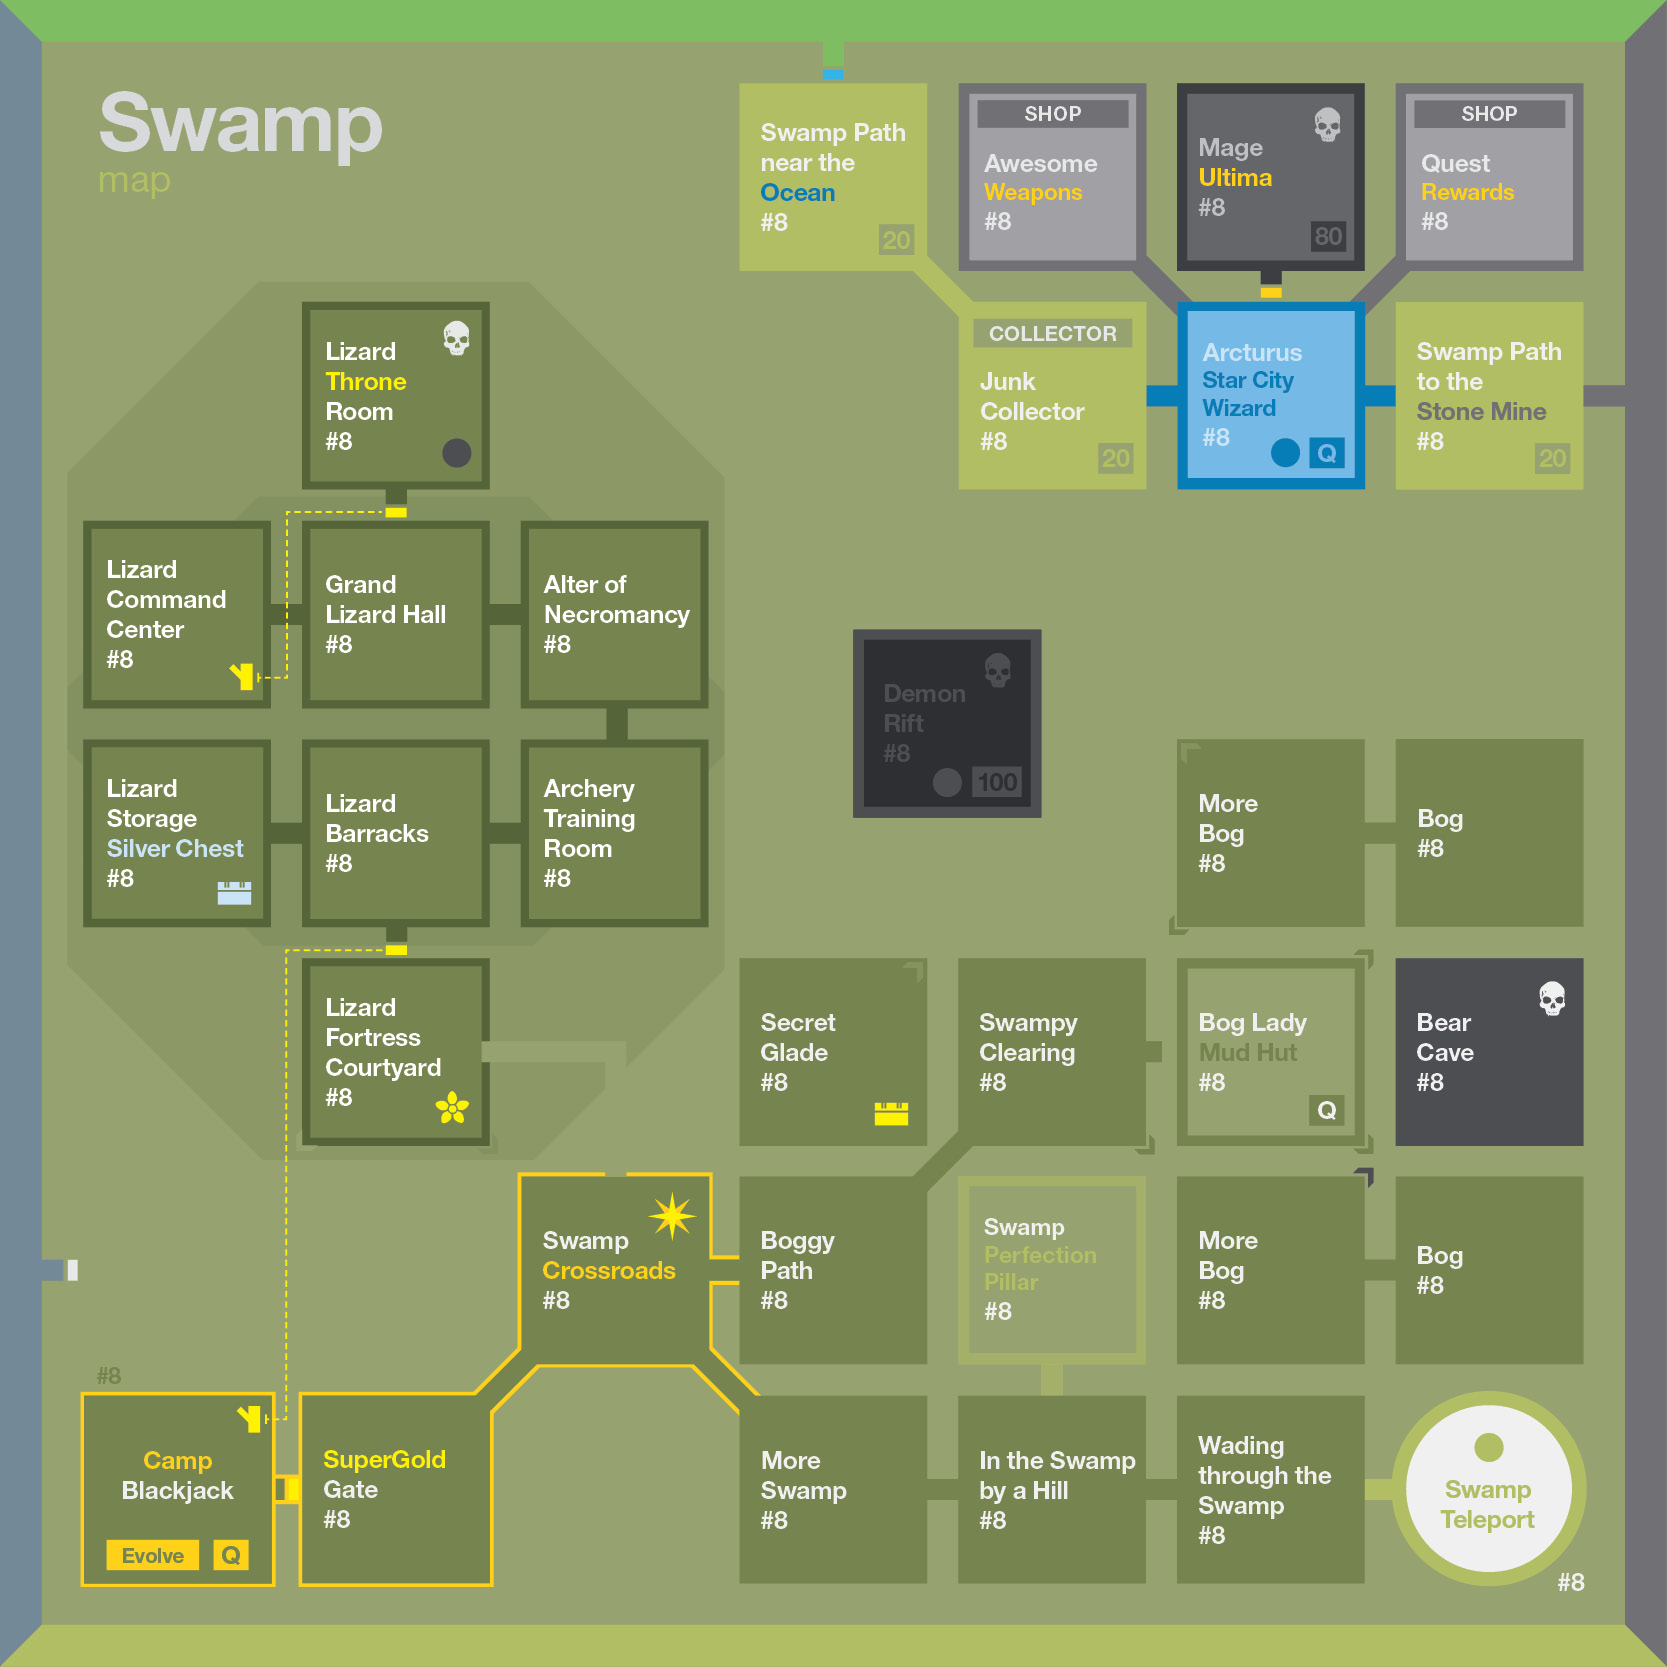 Swamp
map
Swamp Path
near the
Ocean
#8
20
SHOP
Awesome
Weapons
#8
Mage
Ultima
#8
80
SHOP
Quest
Rewards
#8
COLLECTOR
Junk
Collector
#8
20
Arcturus
Star City
Wizard
#8
Q
Swamp Path
to the
Stone Mine
#8
20
Lizard
Throne
Room
#8
Lizard
Command
Center
#8
Grand
Lizard Hall
#8
Alter of
Necromancy
#8
Demon
Rift
#8
100
Lizard
Storage
Silver Chest
#8
Lizard
Barracks
#8
Archery
Training
Room
#8
More
Bog
#8
Bog
#8
Lizard
Fortress
Courtyard
#8
Secret
Glade
#8
Swampy
Clearing
#8
Bog Lady
Mud Hut
#8
Q
Bear
Cave
#8
Swamp
Crossroads
#8
Boggy
Path
#8
Swamp
Perfection
Pillar
#8
More
Bog
#8
Bog
#8
#8
Camp
Blackjack
Evolve
Q
SuperGold
Gate
#8
More
Swamp
#8
In the Swamp
by a Hill
#8
Wading
through the
Swamp
#8
Swamp
Teleport
#8